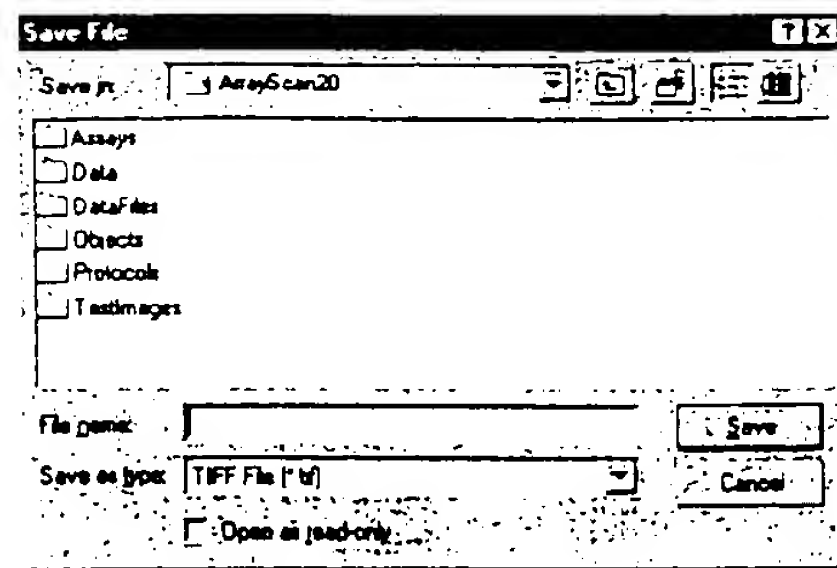 Save File
Save in: ArrayScan20
Assays
Data
DataFiles
Objects
Protocols
TestImages
File name:
Save
Save as type: TIFF File (*.tif)
Cancel
Open as read-only